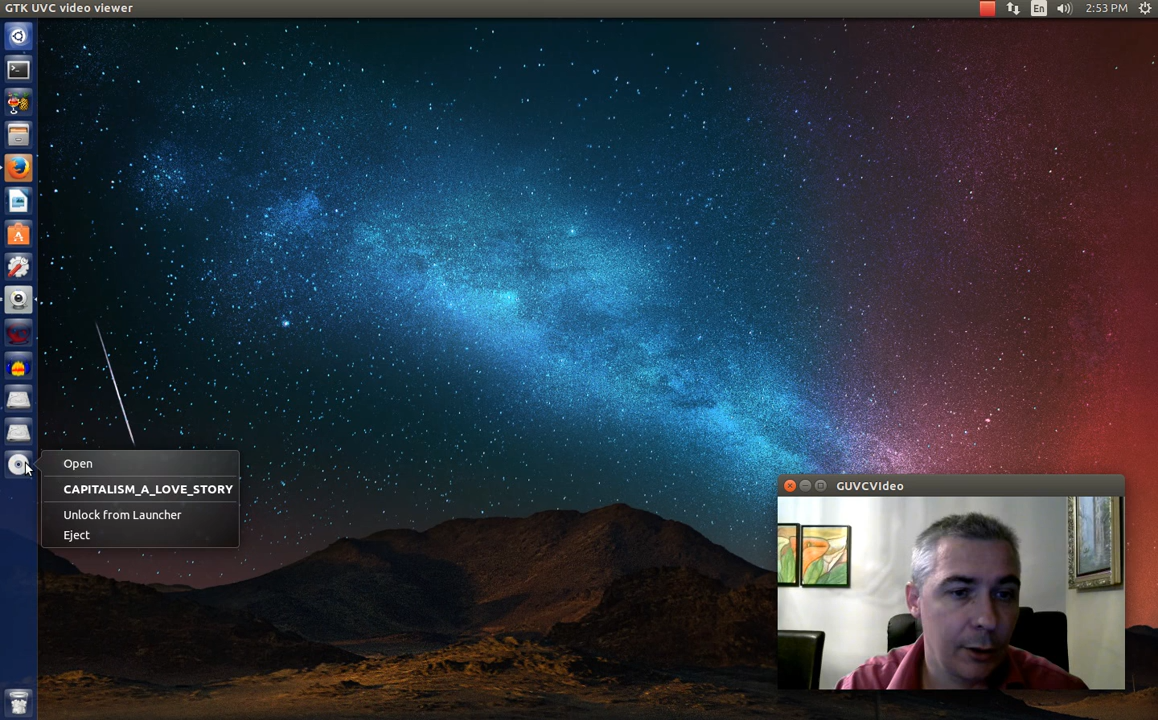 GTK UVC video viewer
En
2:53 PM
Open
CAPITALISM_A_LOVE_STORY
Unlock from Launcher
Eject
GUVCVIdeo